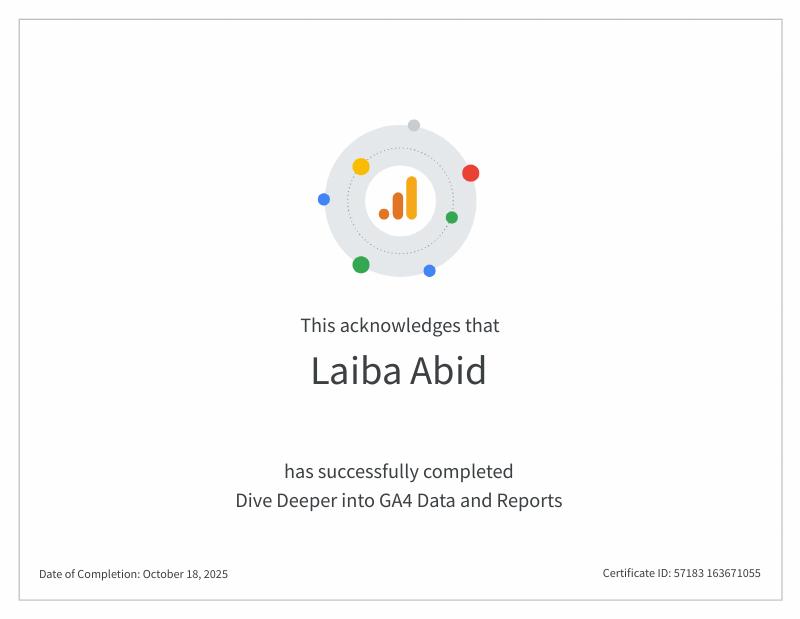 This acknowledges that
Laiba Abid
has successfully completed
Dive Deeper into GA4 Data and Reports
Date of Completion: October 18, 2025
Certificate ID: 57183 163671055